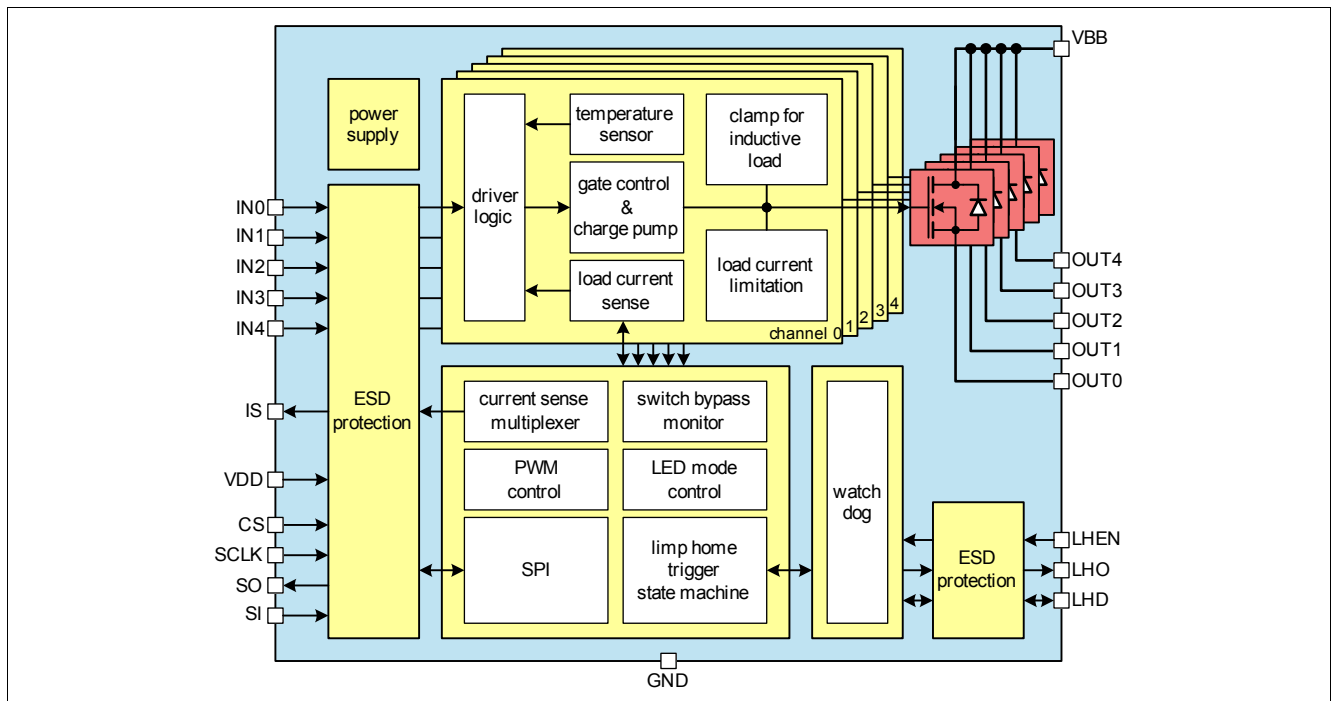 VBB
power
supply
driver
logic
temperature
sensor
gate control
&
charge pump
load current
sense
clamp for
inductive
load
load current
limitation
channel 0
1
2
3
4
IN0
IN1
IN2
IN3
IN4
IS
VDD
CS
SCLK
SO
SI
ESD
protection
OUT4
OUT3
OUT2
OUT1
OUT0
current sense
multiplexer
switch bypass
monitor
PWM
control
LED mode
control
SPI
limp home
trigger
state machine
watch
dog
ESD
protection
LHEN
LHO
LHD
GND